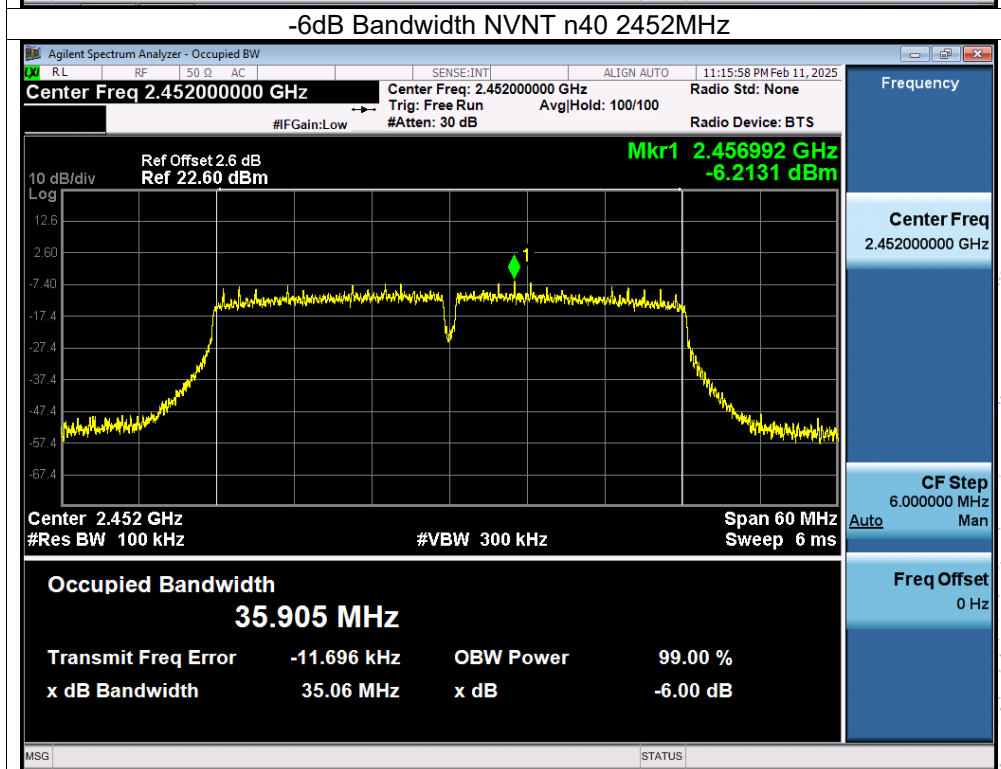 -6dB Bandwidth NVNT n40 2452MHz
Agilent Spectrum Analyzer - Occupied BW
LXI RL RF 50 Ω AC SENSE:INT ALIGN AUTO 11:15:58 PM Feb 11, 2025
Center Freq 2.452000000 GHz
Center Freq: 2.452000000 GHz
Radio Std: None
Trig: Free Run Avg|Hold: 100/100
#IFGain:Low
#Atten: 30 dB
Radio Device: BTS
Frequency
Mkr1 2.456992 GHz
-6.2131 dBm
Ref Offset 2.6 dB
10 dB/div Ref 22.60 dBm
Log
12.6
2.60
-7.40
-17.4
-27.4
-37.4
-47.4
-57.4
-67.4
1
Center 2.452 GHz
Span 60 MHz
#Res BW 100 kHz
#VBW 300 kHz
Sweep 6 ms
Center Freq
2.452000000 GHz
CF Step
6.000000 MHz
Auto Man
Freq Offset
0 Hz
Occupied Bandwidth
35.905 MHz
Transmit Freq Error -11.696 kHz OBW Power 99.00 %
x dB Bandwidth 35.06 MHz x dB -6.00 dB
MSG STATUS